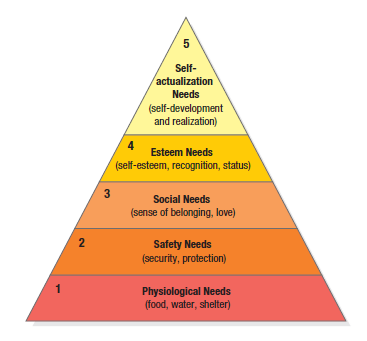 5
Self-
actualization
Needs
(self-development
and realization)
4
Esteem Needs
(self-esteem, recognition, status)
3
Social Needs
(sense of belonging, love)
2
Safety Needs
(security, protection)
1
Physiological Needs
(food, water, shelter)